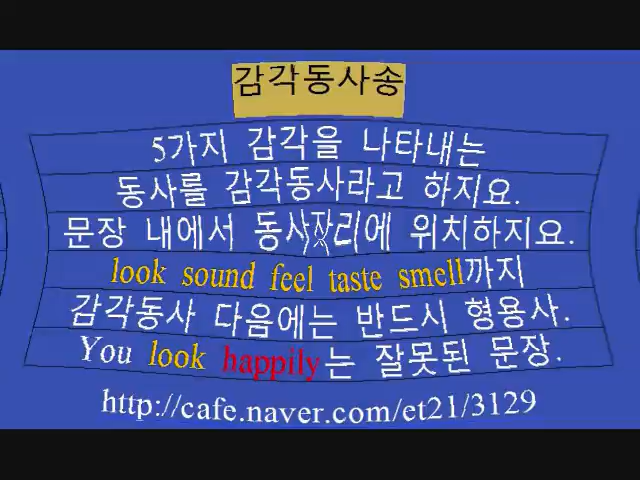 감각동사송
5가지 감각을 나타내는
동사를 감각동사라고 하지요.
문장 내에서 동사자리에 위치하지요.
look sound feel taste smell까지
감각동사 다음에는 반드시 형용사.
You look happily는 잘못된 문장.
http://cafe.naver.com/et21/3129